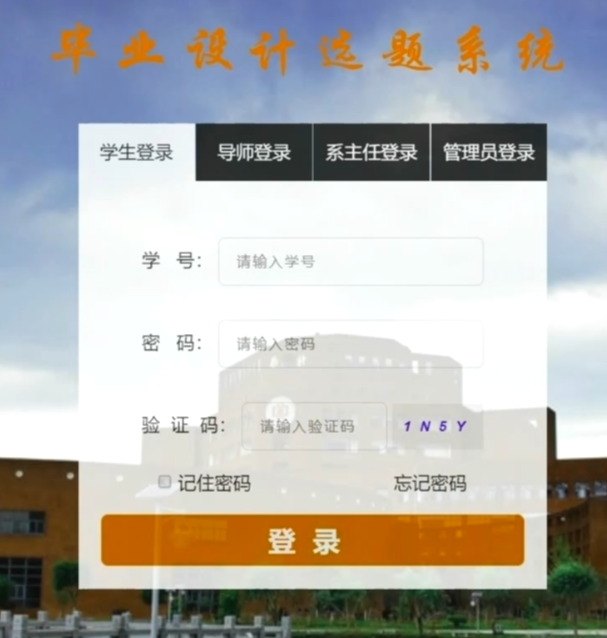 毕业设计选题系统
学生登录 导师登录 系主任登录 管理员登录
学 号: 请输入学号
密 码: 请输入密码
验 证 码: 请输入验证码 1N5Y
记住密码 忘记密码
登 录